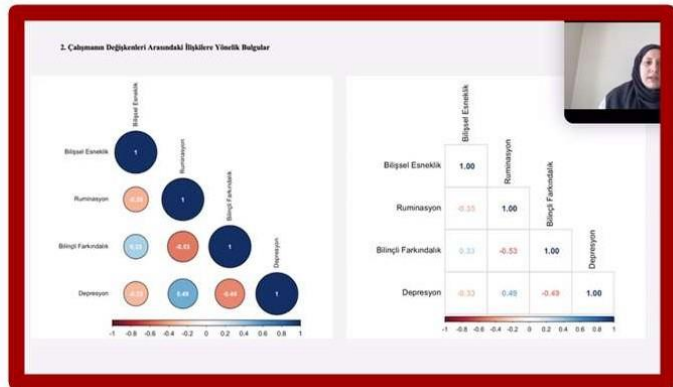 2. Çalışmanın Değişkenleri Arasındaki İlişkilere Yönelik Bulgular
Bilişsel Esneklik
Ruminasyon
Bilinçli Farkındalık
Depresyon
Bilişsel Esneklik 1
Ruminasyon 1
Bilinçli Farkındalık 0.33 -0.53 1
Depresyon -0.33 0.49 -0.49 1
-1 -0.8 -0.6 -0.4 -0.2 0 0.2 0.4 0.6 0.8 1
Bilişsel Esneklik
Ruminasyon
Bilinçli Farkındalık
Depresyon
Bilişsel Esneklik 1.00
Ruminasyon -0.35 1.00
Bilinçli Farkındalık 0.33 -0.53 1.00
Depresyon -0.33 0.49 -0.49 1.00
-1 -0.8 -0.6 -0.4 -0.2 0 0.2 0.4 0.6 0.8 1